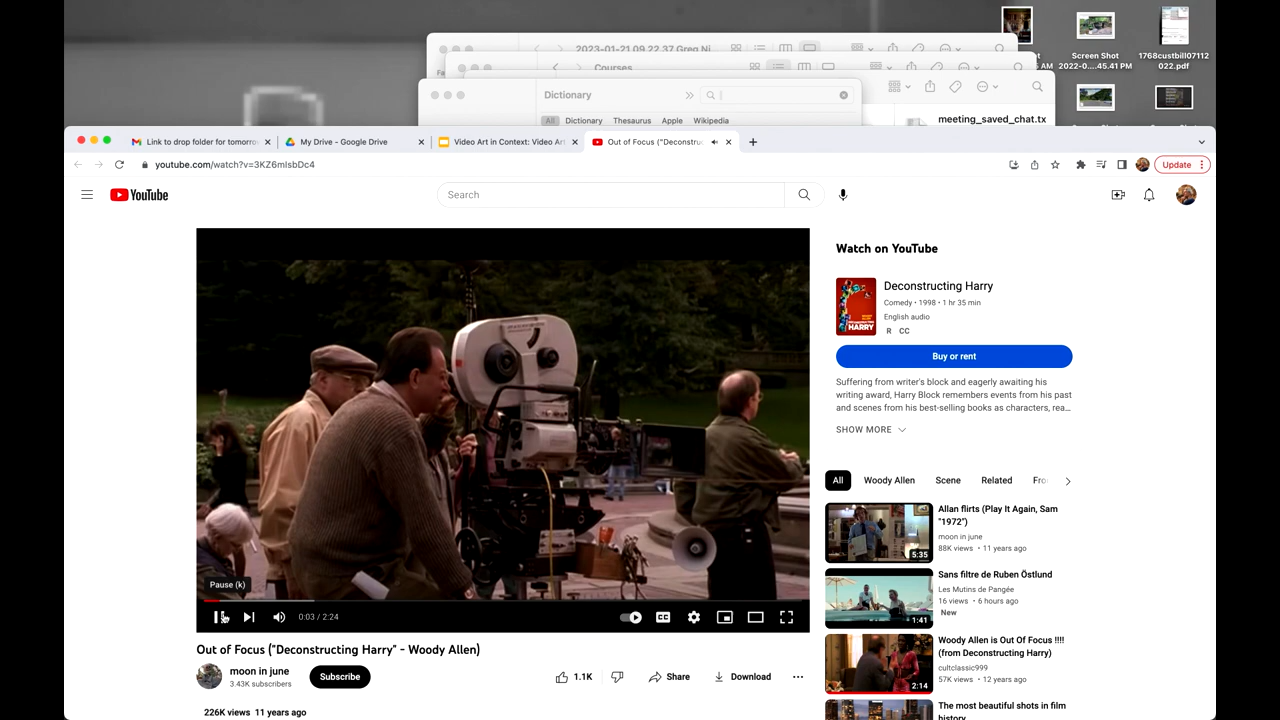 2023-01-21 09.22.37 Greg Ni
Courses
Dictionary
All Dictionary Thesaurus Apple Wikipedia
meeting_saved_chat.tx
AM
Screen Shot
2022-0....45.41 PM
1768custbill07112
022.pdf
Link to drop folder for tomorro
My Drive - Google Drive
Video Art in Context: Video Art
Out of Focus ("Deconstruc
youtube.com/watch?v=3KZ6mIsbDc4
Update
YouTube
Search
Watch on YouTube
Deconstructing Harry
Comedy • 1998 • 1 hr 35 min
English audio
R CC
Buy or rent
Suffering from writer's block and eagerly awaiting his
writing award, Harry Block remembers events from his past
and scenes from his best-selling books as characters, rea...
SHOW MORE
All Woody Allen Scene Related Fro
Allan flirts (Play It Again, Sam
"1972")
moon in june
88K views • 11 years ago
5:35
Sans filtre de Ruben Östlund
Les Mutins de Pangée
16 views • 6 hours ago
New
1:41
Woody Allen is Out Of Focus !!!!
(from Deconstructing Harry)
cultclassic999
57K views • 12 years ago
2:14
The most beautiful shots in film
history
Pause (k)
0:03 / 2:24
CC
Out of Focus ("Deconstructing Harry" - Woody Allen)
moon in june
3.43K subscribers
Subscribe
1.1K
Share
Download
226K views 11 years ago